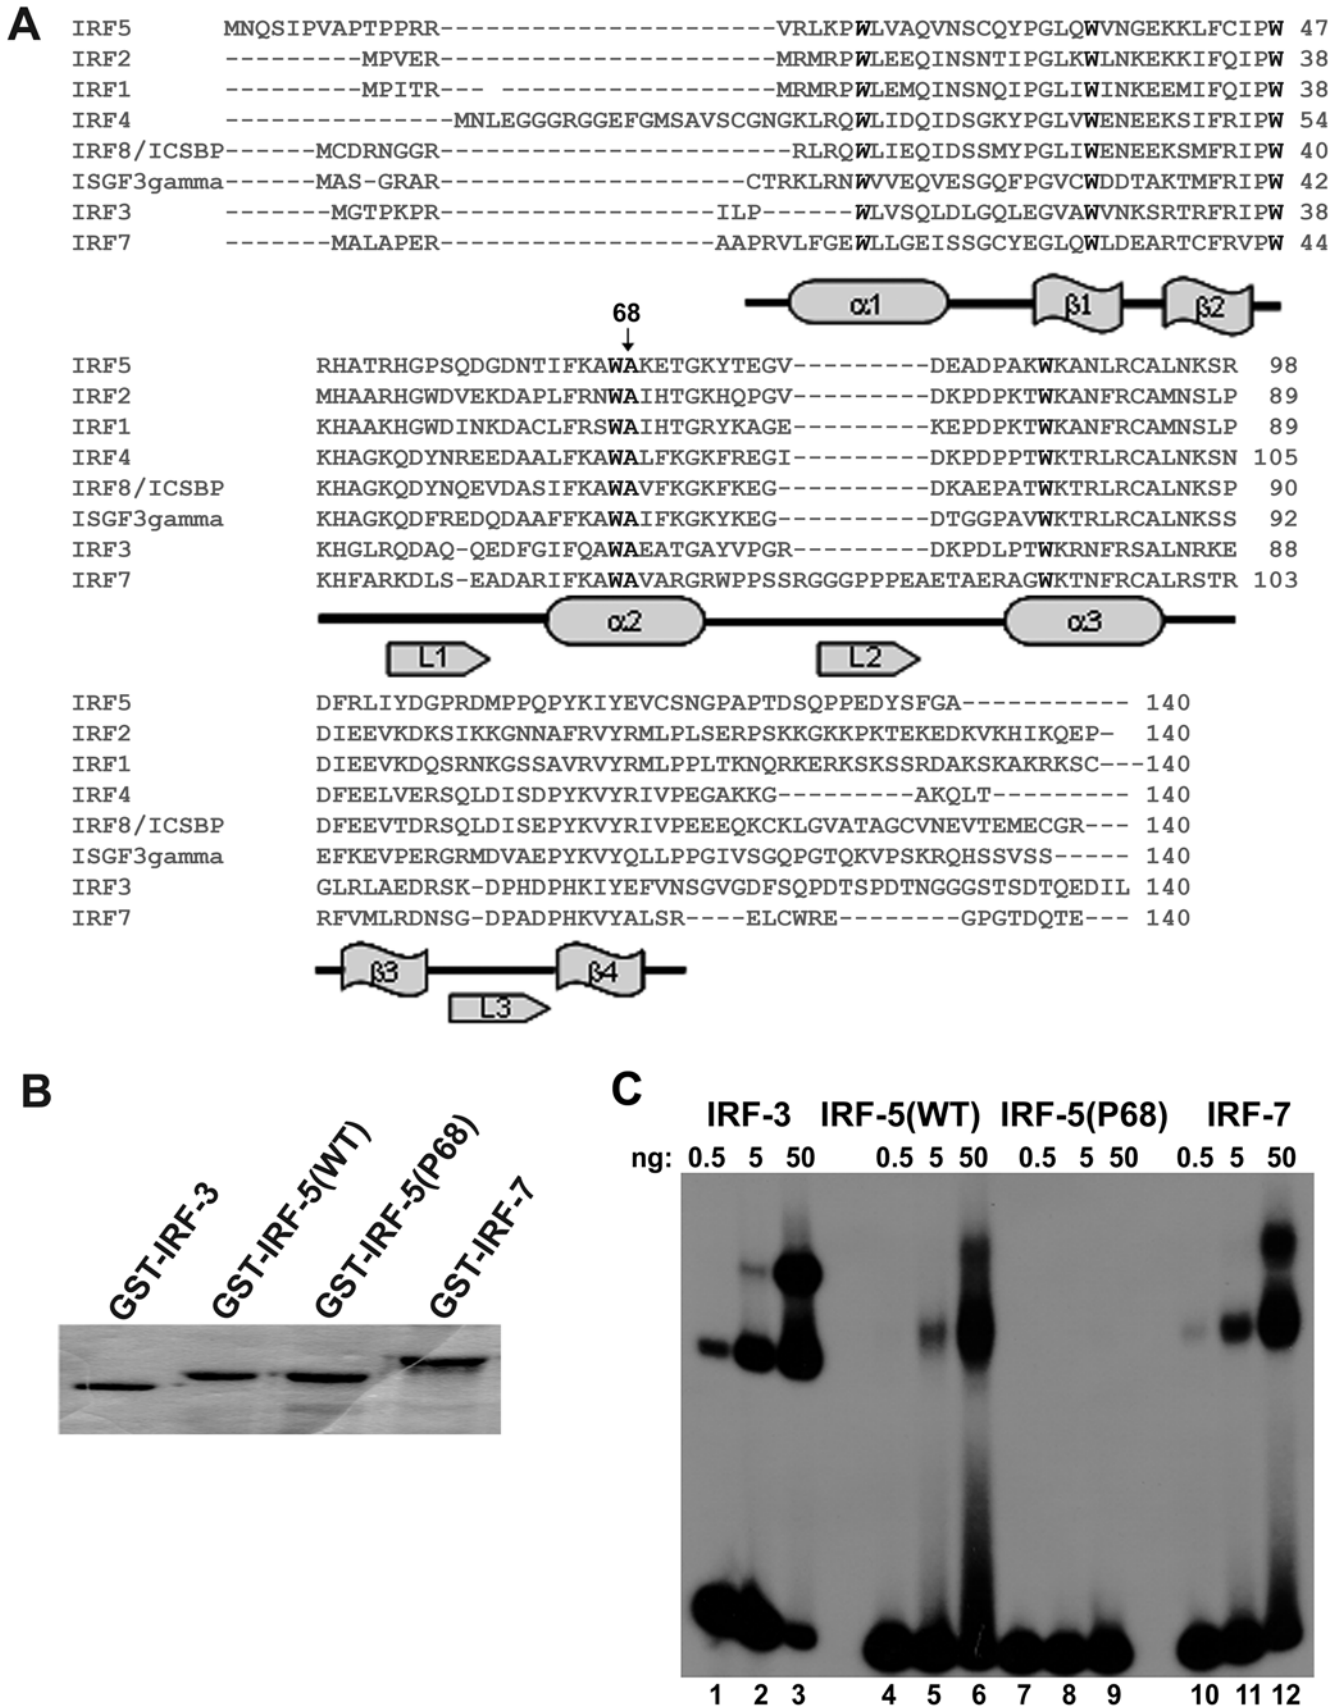 A
IRF5 MNQSIPVAPTPPRR----------------------VRLKPWLVAQVNSCQYPGLQWVNGEKKLFCIPW 47
IRF2 ---------MPVER----------------------MRMRPWLEEQINSNTIPGLKWLNKEKKIFQIPW 38
IRF1 ---------MPITR--- ------------------MRMRPWLEMQINSNQIPGLIWINKEEMIFKIPW 38
IRF4 ---------------MNLEGGGRGGEFGMSAVSCGNGKLRQWLIDQIDSGKYPGLVWENEEKSIFRIPW 54
IRF8/ICSBP------MCDRNGGR-----------------------RLRQWLIEQIDSSMYPGLIWENEEKSMFRIPW 40
ISGF3gamma------MAS-GRAR--------------------CTRKLRNWVVEQVESGQFPGVCWDDTAKTMFRIPW 42
IRF3 -------MGTPKPR------------------ILP------WLVSQLDLGQLEGVAWVNKSRTRFRIPW 38
IRF7 -------MALAPER------------------AAPRVLFGEWLLGEISSGCYEGLQWLDEARTCFRVPW 44
α1 β1 β2
68
IRF5 RHATRHGPSQDGDNTIFKAWAKETGKYTEGV---------DEADPAKWKANLRCALNKSR 98
IRF2 MHAARHGWDVEKDAPLFRNWAIHTGKHQPGV---------DKPDPKTWKANFRCAMNSLP 89
IRF1 KHAAKHGWDINKDACLFRSWAIHTGRYKAGE---------KEPDPKTWKANFRCAMNSLP 89
IRF4 KHAGKQDYNREEDAALFKAWALFKGKFREGI---------DKPDPPTWKTRLRCALNKSN 105
IRF8/ICSBP KHAGKQDYNQEVDASIFKAWAVFKGKFKEG----------DKAEPATWKTRLRCALNKSP 90
ISGF3gamma KHAGKQDFREDQDAAFFKAWAIFKGKYKEG----------DTGGPAVWKTRLRCALNKSS 92
IRF3 KHGLRQDAQ-QEDFGIFQAWAEATGAYVPGR---------DKPDLPTWKRNFRSALNRKE 88
IRF7 KHFARKDLS-EADARIFKAWAVARGRWPPSSRGGGPPPEAETAERAGWKTNFRCALRSTR 103
α2 α3
L1 L2
IRF5 DFRLIYDGPRDMPPQPYKIYEVCSNGPAPTDSQPPEDYSFGA----------- 140
IRF2 DIEEVKDKSIKKGNNAFRVYRMLPLSERPSKKGKKPKTEKEDKVKHIKQEP- 140
IRF1 DIEEVKDQSRNKGSSAVRVYRMLPPLTKNQRKERKSKSSRDAKSKAKRKSC---140
IRF4 DFEELVERSQLDISDPYKVYRIVPEGAKKG---------AKQLT--------- 140
IRF8/ICSBP DFEEVTDRSQLDISEPYKVYRIVPEEEQKCKLGVATAGCVNEVTEMECGR--- 140
ISGF3gamma EFKEVPERGRMDVAEPYKVYQLLPPGIVSGQPGTQKVPSKRQHSSVSS----- 140
IRF3 GLRLAEDRSK-DPHDPHKIYEFVNSGVGDFSQPDTSPDTNGGGSTSDTQEDIL 140
IRF7 RFVMLRDNSG-DPADPHKVYALSR----ELCWRE--------GPGTDQTE--- 140
β3 β4
L3
B
GST-IRF-3 GST-IRF-5(WT) GST-IRF-5(P68) GST-IRF-7
C
IRF-3 IRF-5(WT) IRF-5(P68) IRF-7
ng: 0.5 5 50 0.5 5 50 0.5 5 50 0.5 5 50
1 2 3 4 5 6 7 8 9 10 11 12